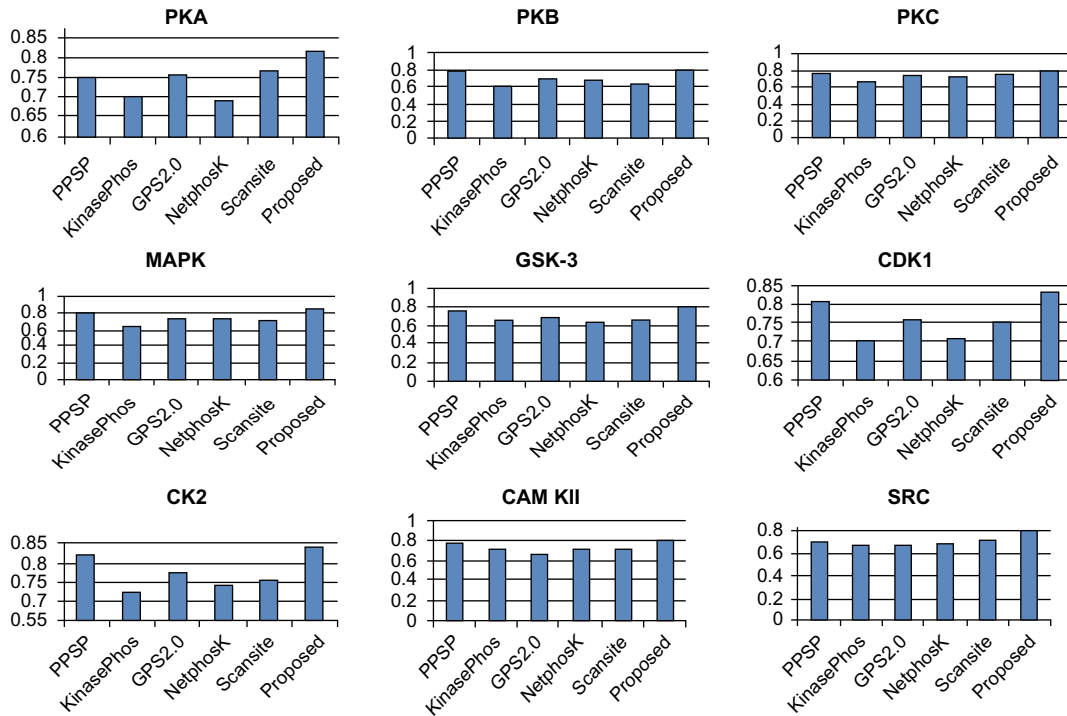 PKA
0.85
0.8
0.75
0.7
0.65
0.6
PPSP
KinasePhos
GPS2.0
NetphosK
Scansite
Proposed
PKB
1
0.8
0.6
0.4
0.2
0
PPSP
KinasePhos
GPS2.0
NetphosK
Scansite
Proposed
PKC
1
0.8
0.6
0.4
0.2
0
PPSP
KinasePhos
GPS2.0
NetphosK
Scansite
Proposed
MAPK
1
0.8
0.6
0.4
0.2
0
PPSP
KinasePhos
GPS2.0
NetphosK
Scansite
Proposed
GSK-3
1
0.8
0.6
0.4
0.2
0
PPSP
KinasePhos
GPS2.0
NetphosK
Scansite
Proposed
CDK1
0.85
0.8
0.75
0.7
0.65
0.6
PPSP
KinasePhos
GPS2.0
NetphosK
Scansite
Proposed
CK2
0.85
0.8
0.75
0.7
0.55
PPSP
KinasePhos
GPS2.0
NetphosK
Scansite
Proposed
CAM KII
1
0.8
0.6
0.4
0.2
0
PPSP
KinasePhos
GPS2.0
NetphosK
Scansite
Proposed
SRC
0.8
0.6
0.4
0.2
0
PPSP
KinasePhos
GPS2.0
NetphosK
Scansite
Proposed